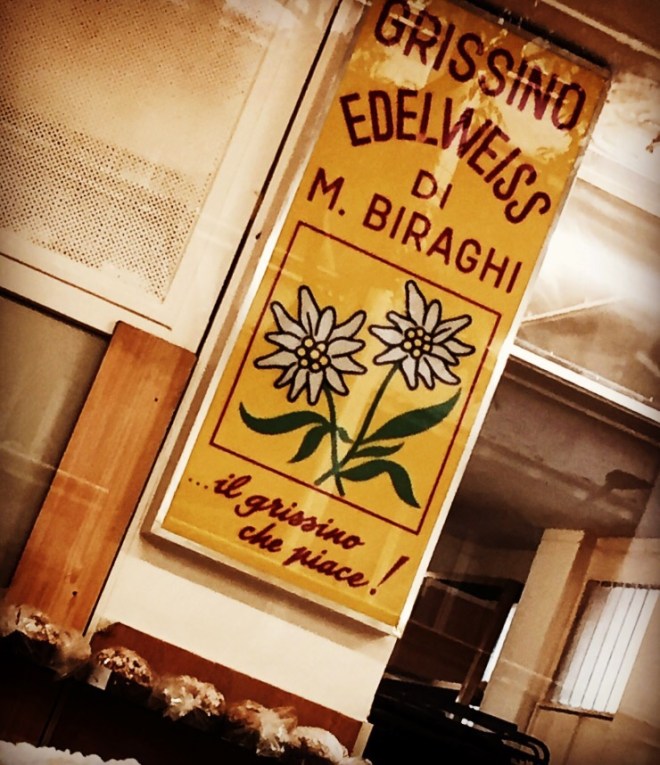 GRISSINO
EDELWEISS
DI
M. BIRAGHI
...il grissino
che piace!